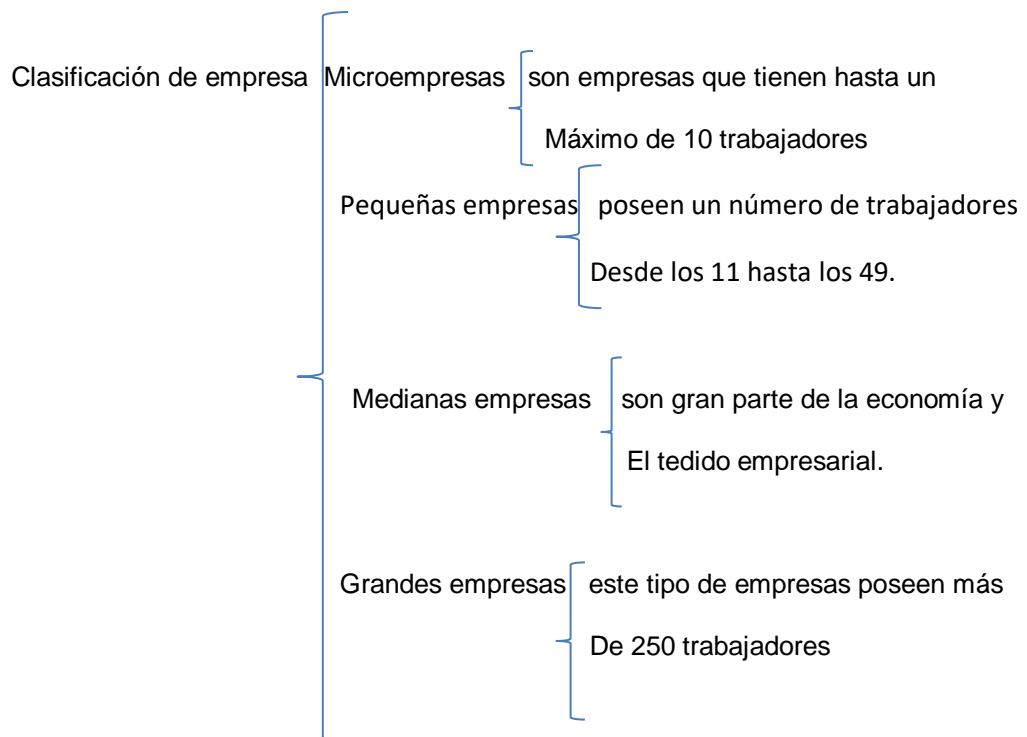 Clasificación de empresa Microempresas son empresas que tienen hasta un
Máximo de 10 trabajadores
Pequeñas empresas poseen un número de trabajadores
Desde los 11 hasta los 49.
Medianas empresas son gran parte de la economía y
El tedido empresarial.
Grandes empresas este tipo de empresas poseen más
De 250 trabajadores